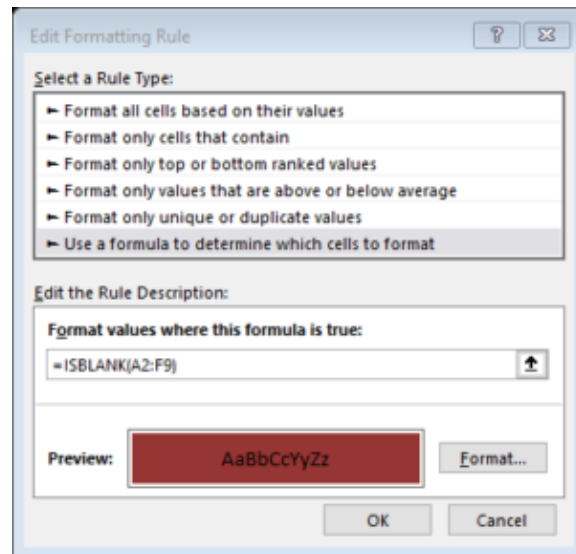 Edit Formatting Rule
?
Select a Rule Type:
► Format all cells based on their values
► Format only cells that contain
► Format only top or bottom ranked values
► Format only values that are above or below average
► Format only unique or duplicate values
► Use a formula to determine which cells to format
Edit the Rule Description:
Format values where this formula is true:
=ISBLANK(A2:F9)
Preview: AaBbCcYyZz Format...
OK Cancel